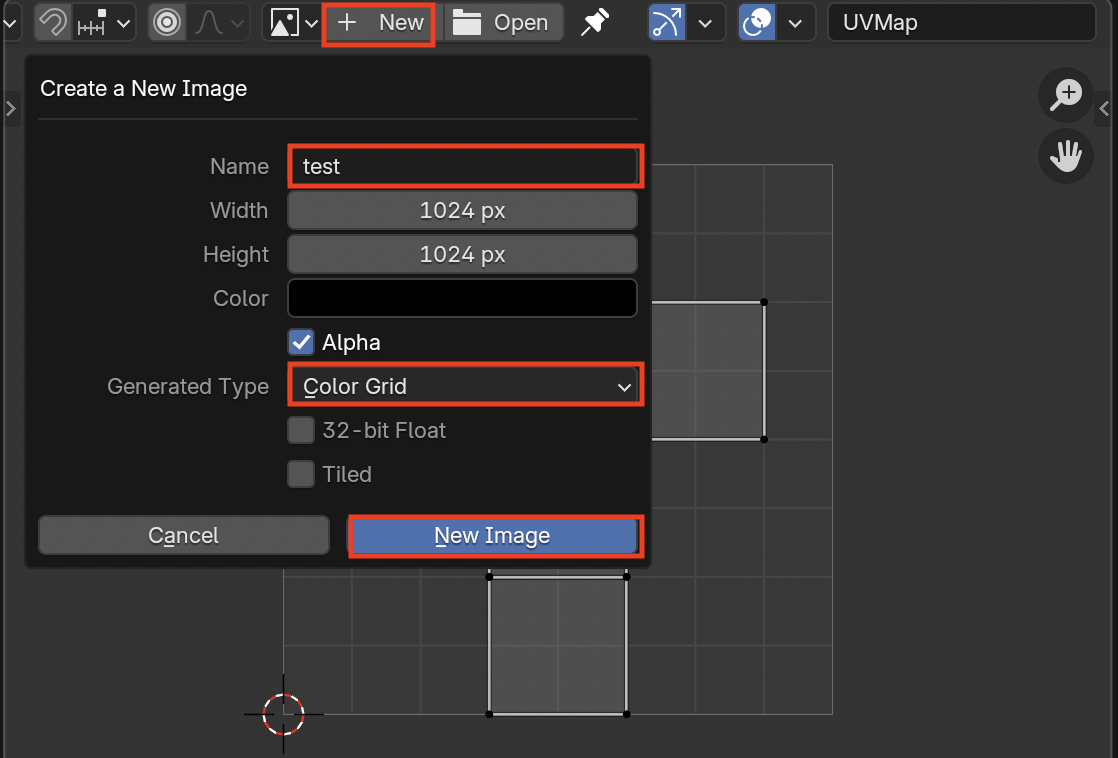 New Open UVMap
Create a New Image
Name test
Width 1024 px
Height 1024 px
Color
Alpha
Generated Type Color Grid
32-bit Float
Tiled
Cancel New Image